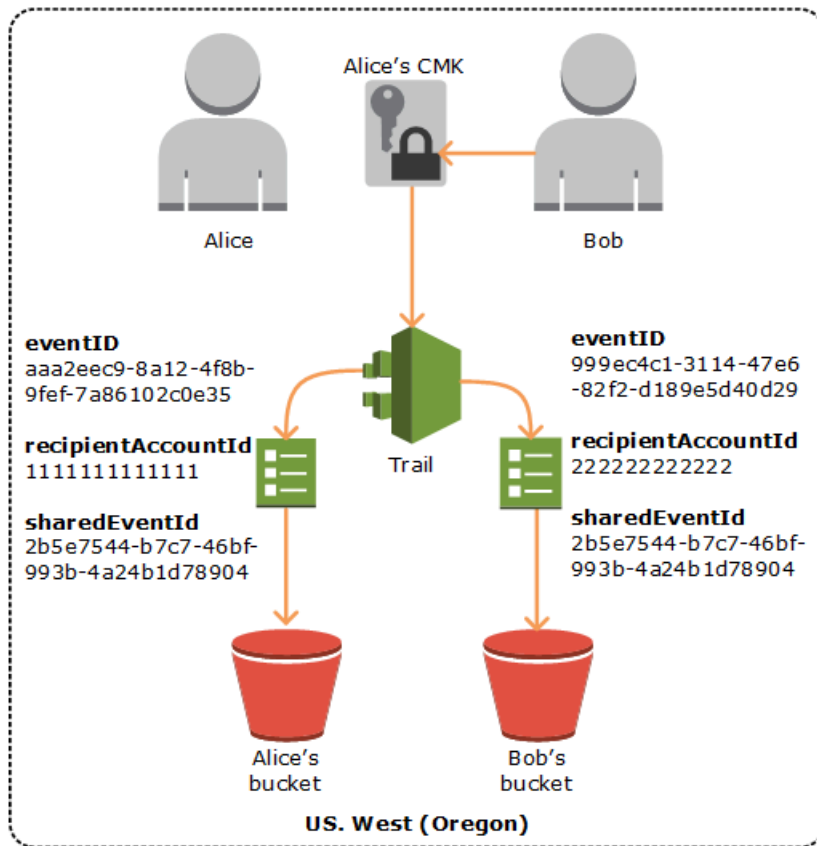 Alice's CMK
Alice
Bob
eventID
aaa2eec9-8a12-4f8b-
9fef-7a86102c0e35
recipientAccountId
1111111111111
sharedEventId
2b5e7544-b7c7-46bf-
993b-4a24b1d78904
Trail
eventID
999ec4c1-3114-47e6
-82f2-d189e5d40d29
recipientAccountId
222222222222
sharedEventId
2b5e7544-b7c7-46bf-
993b-4a24b1d78904
Alice's
bucket
Bob's
bucket
US. West (Oregon)